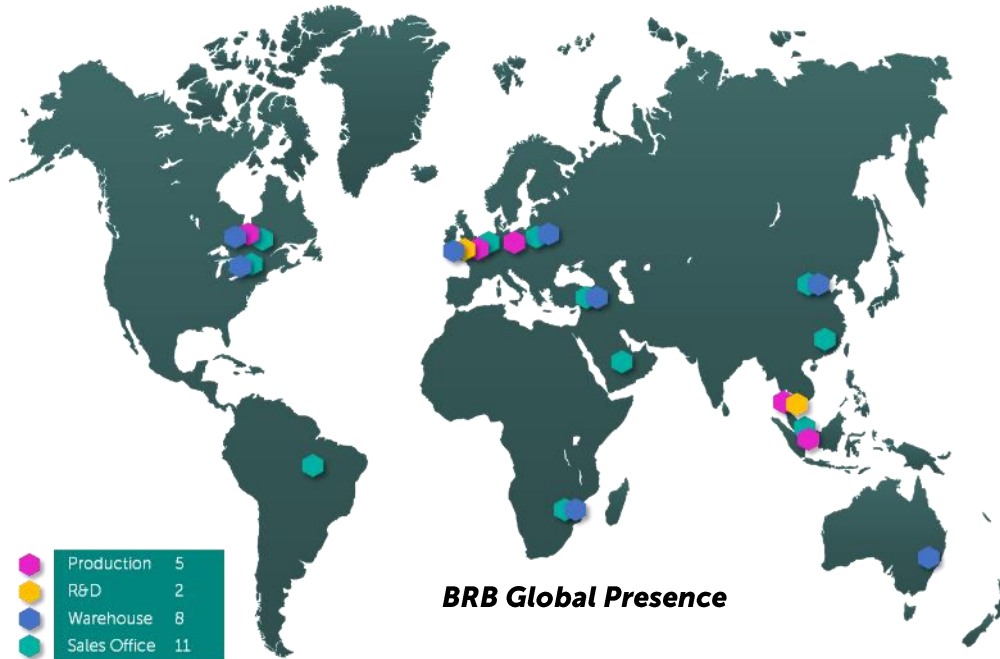 Production 5
R&D 2
Warehouse 8
Sales Office 11
BRB Global Presence